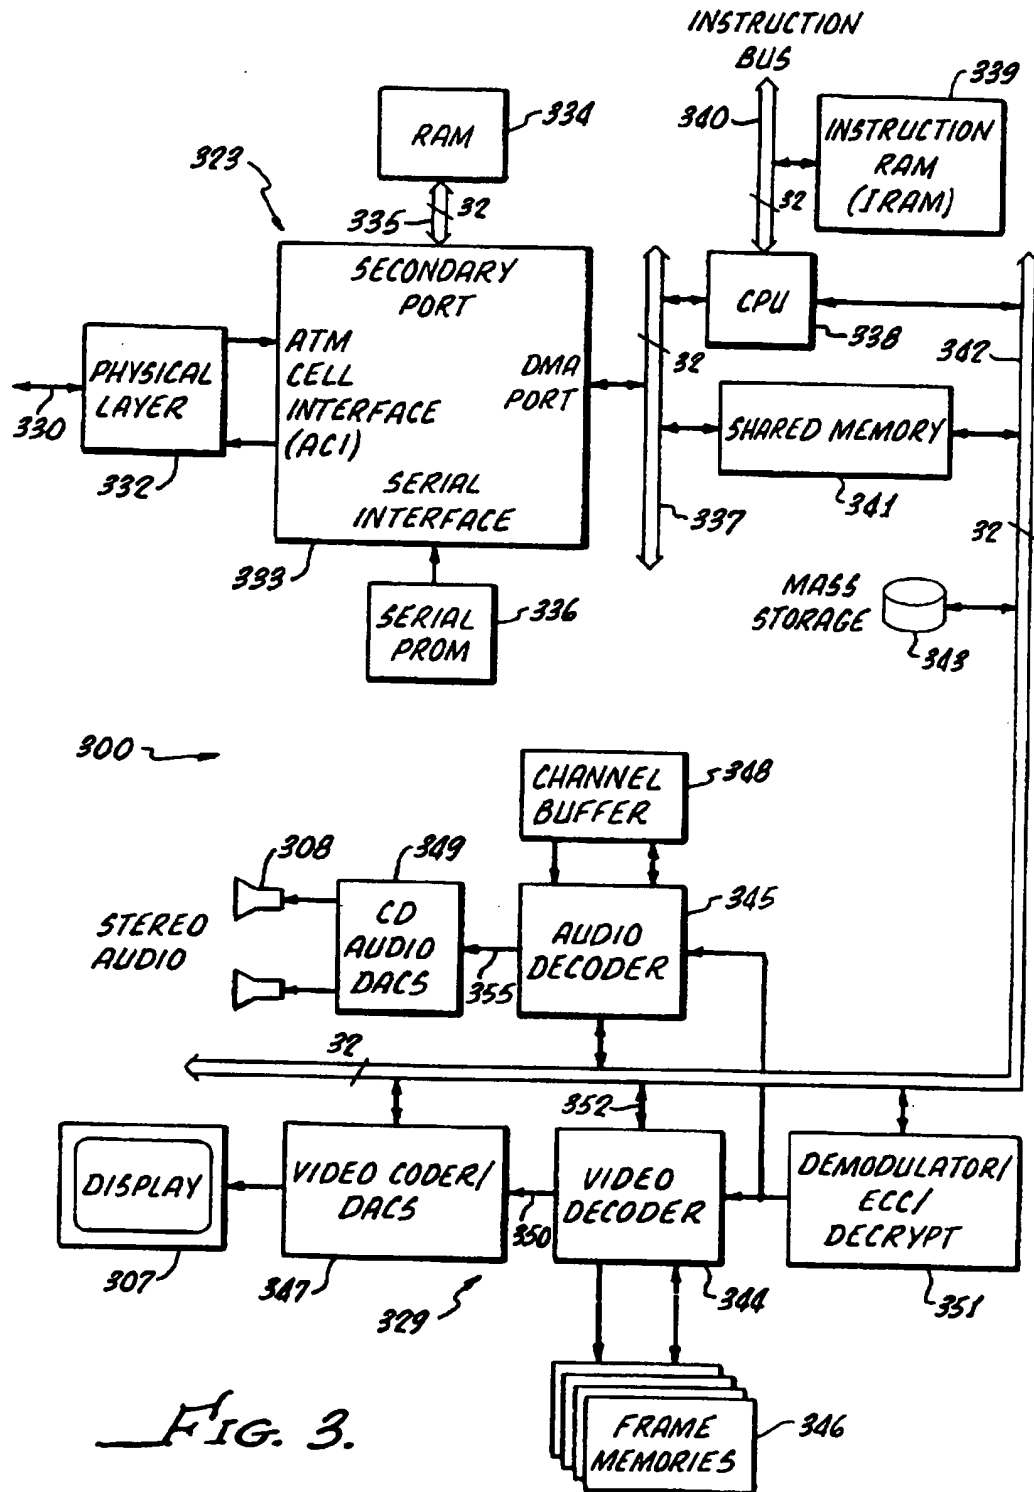 INSTRUCTION
BUS
339
340
INSTRUCTION
RAM
(IRAM)
32
334
RAM
323
335
32
SECONDARY
PORT
CPU
338
342
32
ATM
CELL
INTERFACE
(ACI)
DMA
PORT
PHYSICAL
LAYER
330
332
SHARED MEMORY
341
SERIAL
INTERFACE
337
32
333
SERIAL
PROM
336
MASS
STORAGE
343
300
CHANNEL
BUFFER
348
308
349
STEREO
AUDIO
CD
AUDIO
DACS
355
AUDIO
DECODER
345
32
352
DISPLAY
307
VIDEO CODER/
DACS
347
350
VIDEO
DECODER
344
DEMODULATOR/
ECC/
DECRYPT
351
329
FRAME
MEMORIES
346
FIG. 3.